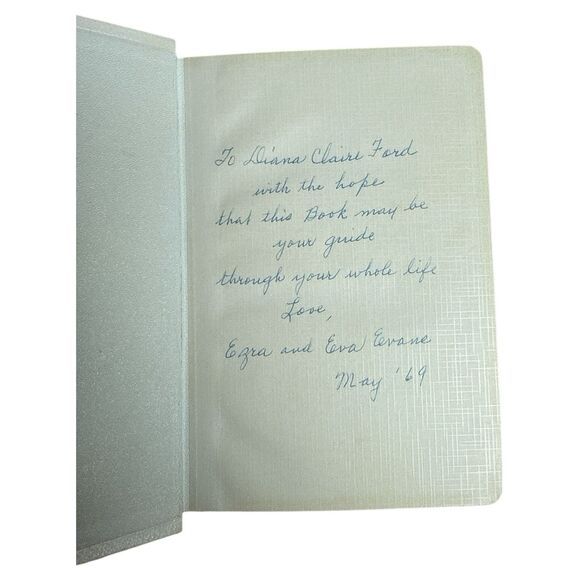 To Diana Claire Ford
with the hope
that this Book may be
your guide
through your whole life
Love,
Ezra and Eva Evans
May '69